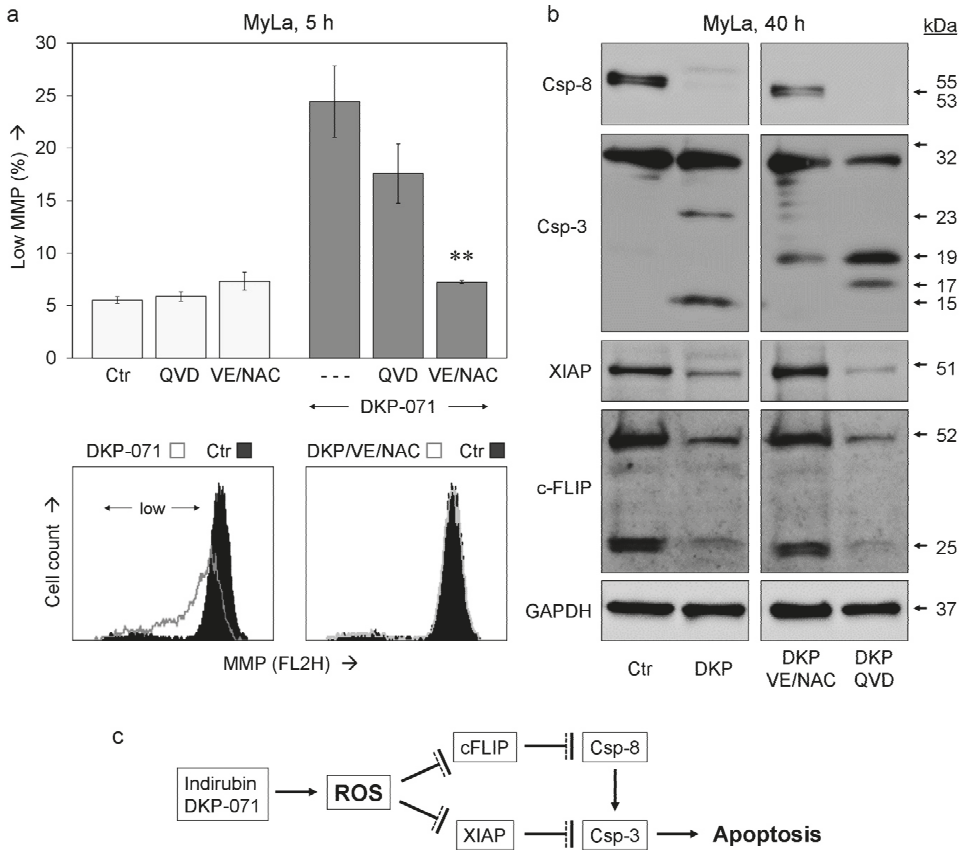 a
MyLa, 5 h
Low MMP (%) →
30
25
20
15
10
5
0
**
Ctr QVD VE/NAC - - - QVD VE/NAC
← DKP-071 →
DKP-071 Ctr
DKP/VE/NAC Ctr
Cell count →
← low →
MMP (FL2H) →
b
MyLa, 40 h
kDa
Csp-8
55
53
Csp-3
32
23
19
17
15
XIAP
51
c-FLIP
52
25
GAPDH
37
Ctr
DKP
DKP
VE/NAC
DKP
QVD
c
Indirubin
DKP-071
ROS
cFLIP
Csp-8
XIAP
Csp-3
Apoptosis